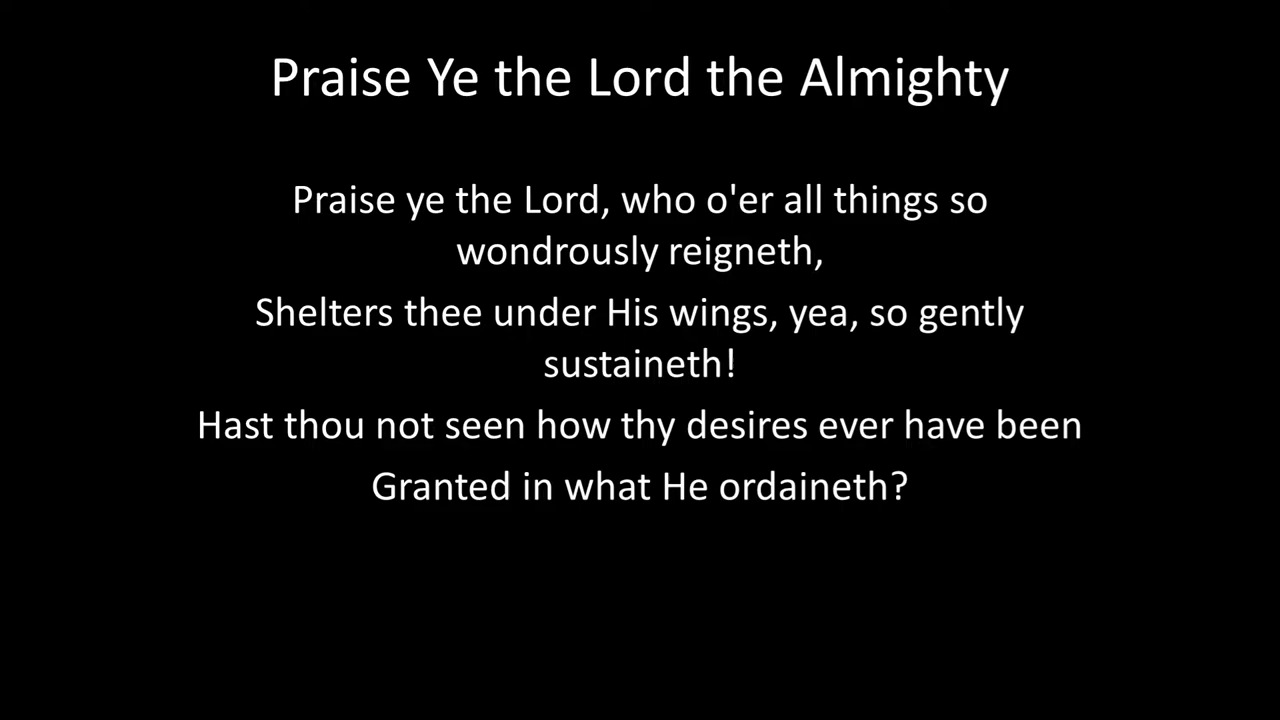 Praise Ye the Lord the Almighty
Praise ye the Lord, who o'er all things so
wondrously reigneth,
Shelters thee under His wings, yea, so gently
sustaineth!
Hast thou not seen how thy desires ever have been
Granted in what He ordaineth?